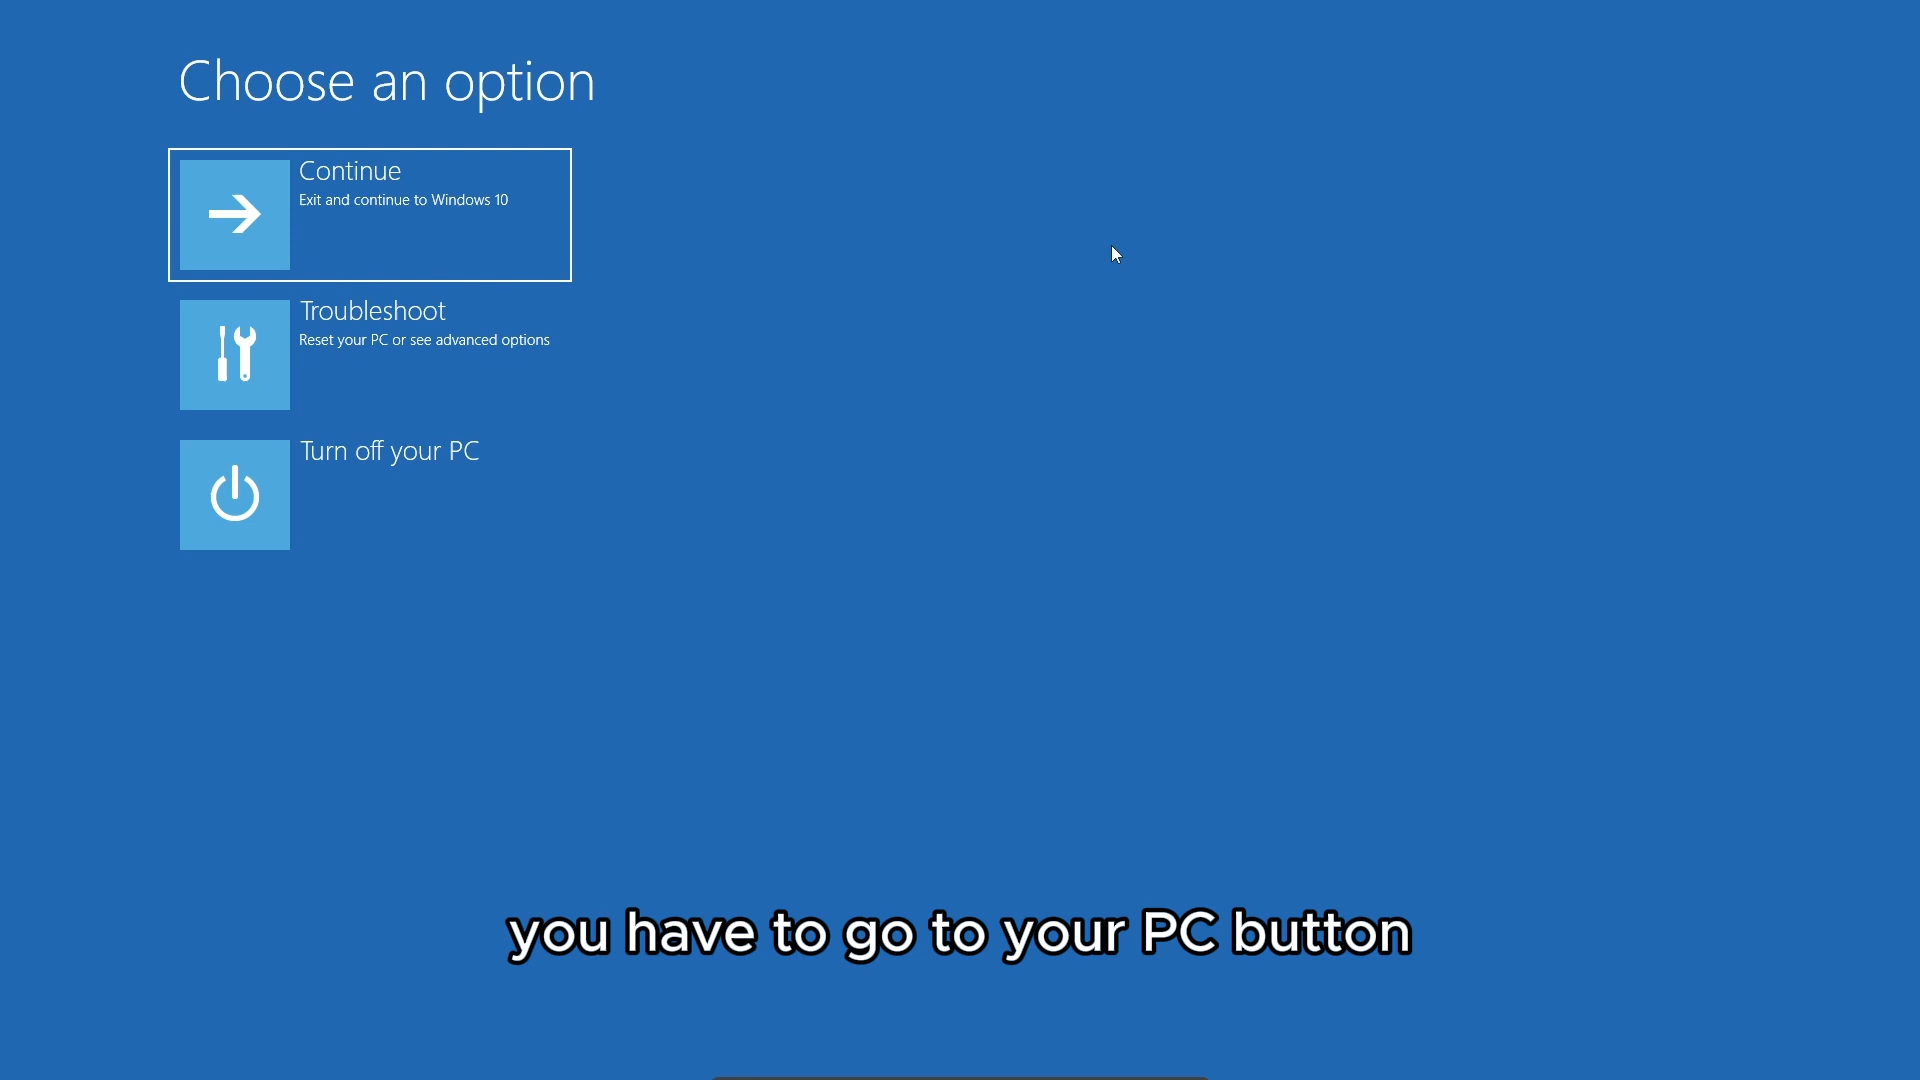 Choose an option
Continue
Exit and continue to Windows 10
Troubleshoot
Reset your PC or see advanced options
Turn off your PC
you have to go to your PC button